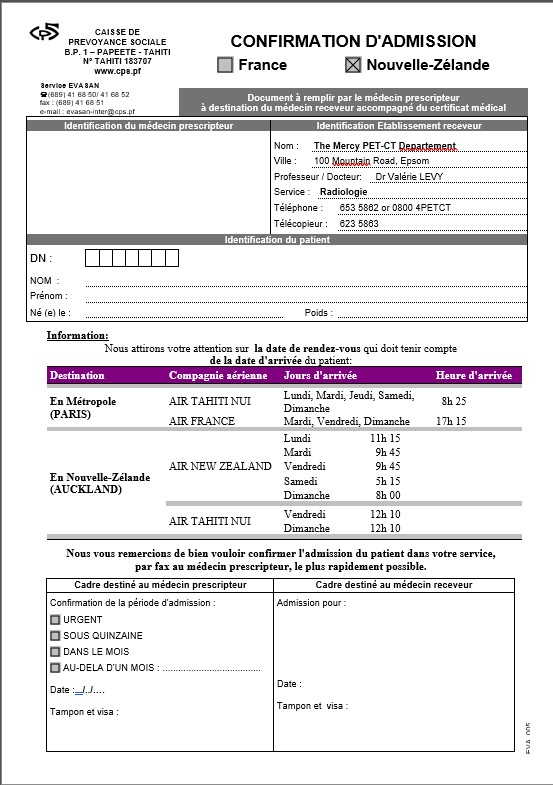 CPS
CAISSE DE
PREVOYANCE SOCIALE
B.P. 1 – PAPEETE - TAHITI
N° TAHITI 183707
www.cps.pf
CONFIRMATION D'ADMISSION
France
Nouvelle-Zélande
Service EVASAN
☎(689) 41 68 50/ 41 68 52
fax : (689) 41 68 51
e-mail : evasan-inter@cps.pf
Document à remplir par le médecin prescripteur
à destination du médecin receveur accompagné du certificat médical
Identification du médecin prescripteur
Identification Etablissement receveur
Nom : The Mercy PET-CT Departement
Ville : 100 Mountain Road, Epsom
Professeur / Docteur: Dr Valérie LEVY
Service : Radiologie
Téléphone : 653 5862 or 0800 4PETCT
Télécopieur : 623 5863
Identification du patient
DN :
NOM :
Prénom :
Né (e) le :
Poids :
Information:
Nous attirons votre attention sur la date de rendez-vous qui doit tenir compte
de la date d'arrivée du patient:
Destination Compagnie aérienne Jours d'arrivée Heure d'arrivée
En Métropole
(PARIS)
AIR TAHITI NUI Lundi, Mardi, Jeudi, Samedi,
Dimanche 8h 25
AIR FRANCE Mardi, Vendredi, Dimanche 17h 15
En Nouvelle-Zélande
(AUCKLAND)
AIR NEW ZEALAND
Lundi 11h 15
Mardi 9h 45
Vendredi 9h 45
Samedi 5h 15
Dimanche 8h 00
AIR TAHITI NUI
Vendredi 12h 10
Dimanche 12h 10
Nous vous remercions de bien vouloir confirmer l'admission du patient dans votre service,
par fax au médecin prescripteur, le plus rapidement possible.
Cadre destiné au médecin prescripteur
Confirmation de la période d'admission :
URGENT
SOUS QUINZAINE
DANS LE MOIS
AU-DELA D'UN MOIS : .....................................
Date : __/../....
Tampon et visa :
Cadre destiné au médecin receveur
Admission pour :
Date :
Tampon et visa :
EVA_005